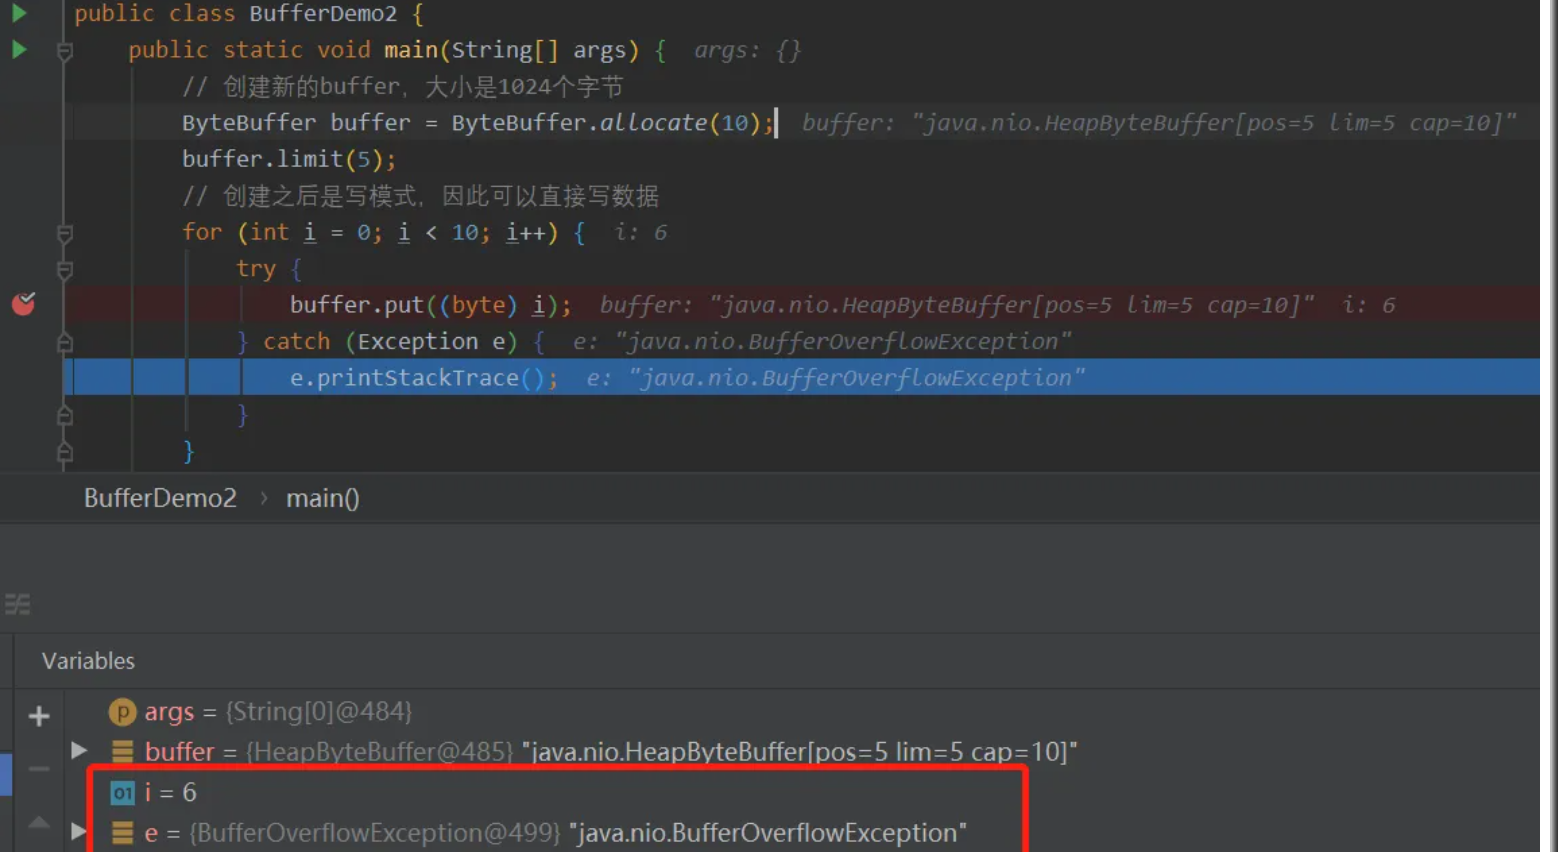 public class BufferDemo2 {
public static void main(String[] args) {  args: {}
// 创建新的buffer，大小是1024个字节
ByteBuffer buffer = ByteBuffer.allocate(10);  buffer: "java.nio.HeapByteBuffer[pos=5 lim=5 cap=10]"
buffer.limit(5);
// 创建之后是写模式，因此可以直接写数据
for (int i = 0; i < 10; i++) {  i: 6
try {
buffer.put((byte) i);  buffer: "java.nio.HeapByteBuffer[pos=5 lim=5 cap=10]"  i: 6
} catch (Exception e) {  e: "java.nio.BufferOverflowException"
e.printStackTrace();  e: "java.nio.BufferOverflowException"
}
}
BufferDemo2 › main()
Variables
p args = {String[0]@484}
buffer = {HeapByteBuffer@485} "java.nio.HeapByteBuffer[pos=5 lim=5 cap=10]"
01 i = 6
e = {BufferOverflowException@499} "java.nio.BufferOverflowException"